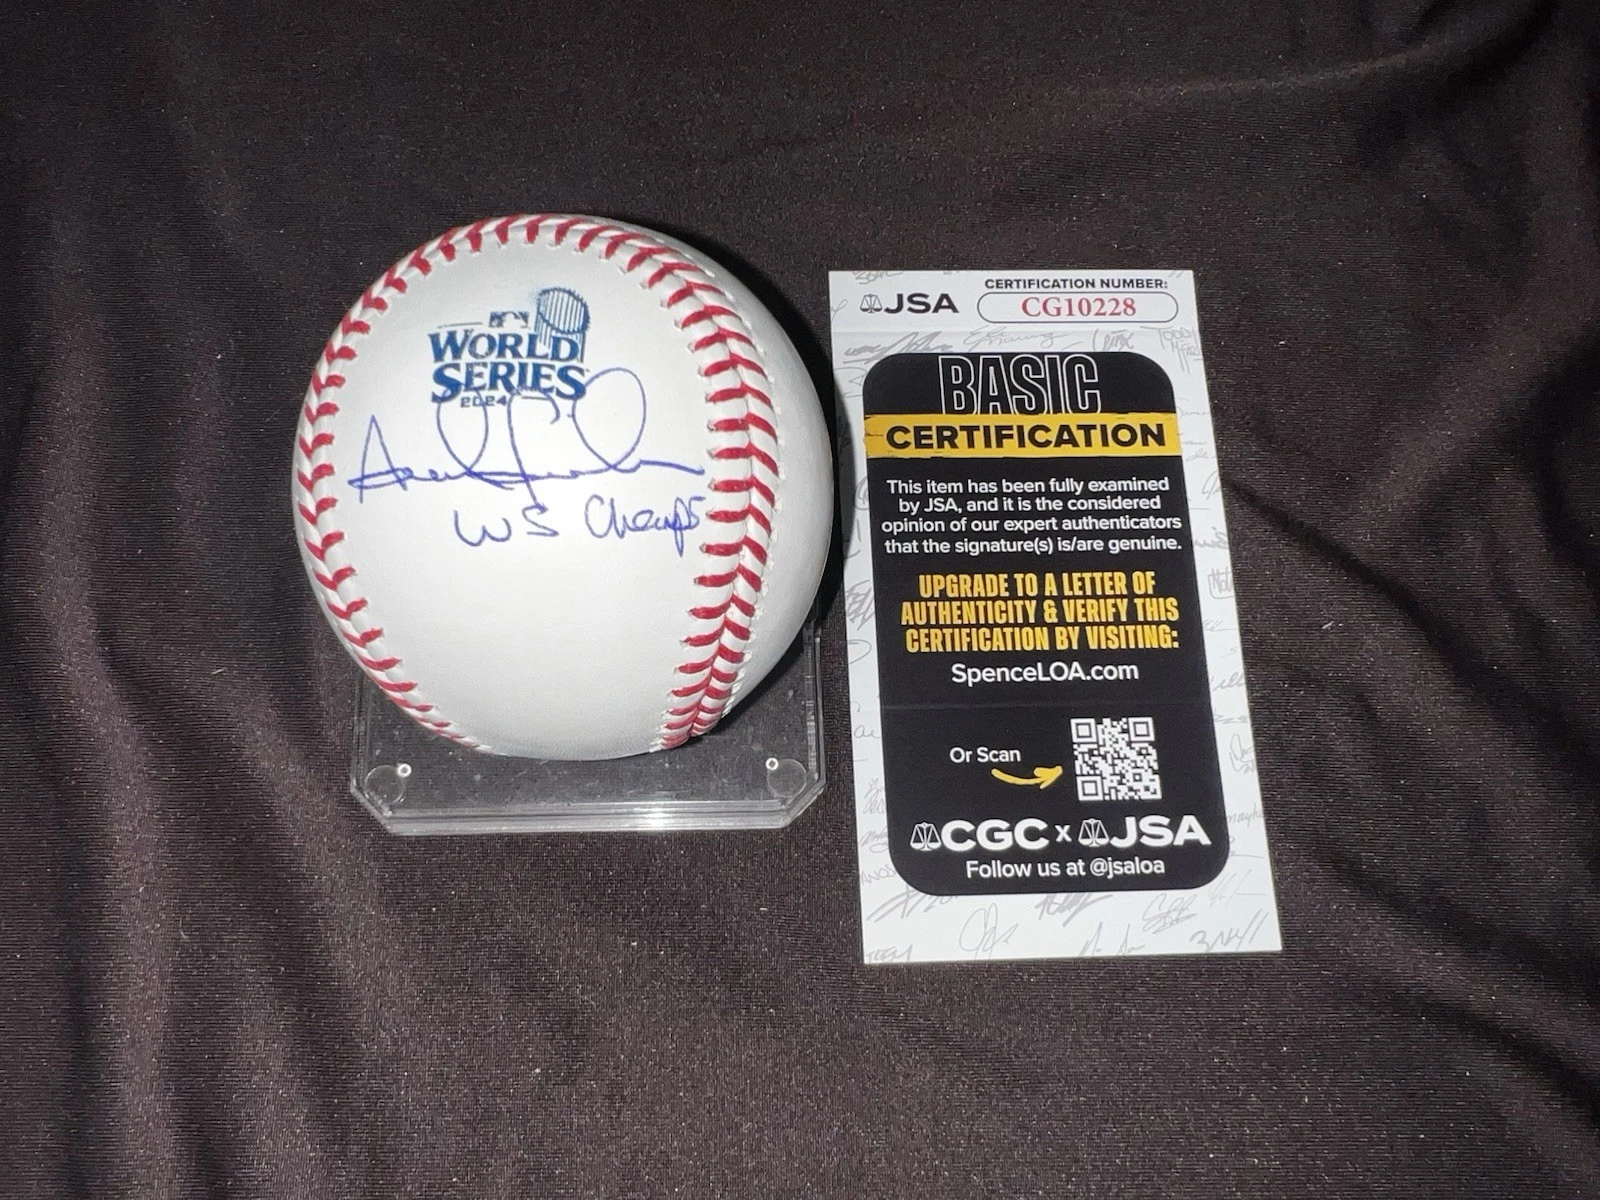 WORLD
SERIES
2024
WS Champs
JSA
CERTIFICATION NUMBER:
CG10228
BASIC
CERTIFICATION
This item has been fully examined
by JSA, and it is the considered
opinion of our expert authenticators
that the signature(s) is/are genuine.
UPGRADE TO A LETTER OF
AUTHENTICITY & VERIFY THIS
CERTIFICATION BY VISITING:
SpenceLOA.com
Or Scan
CGC x JSA
Follow us at @jsaloa